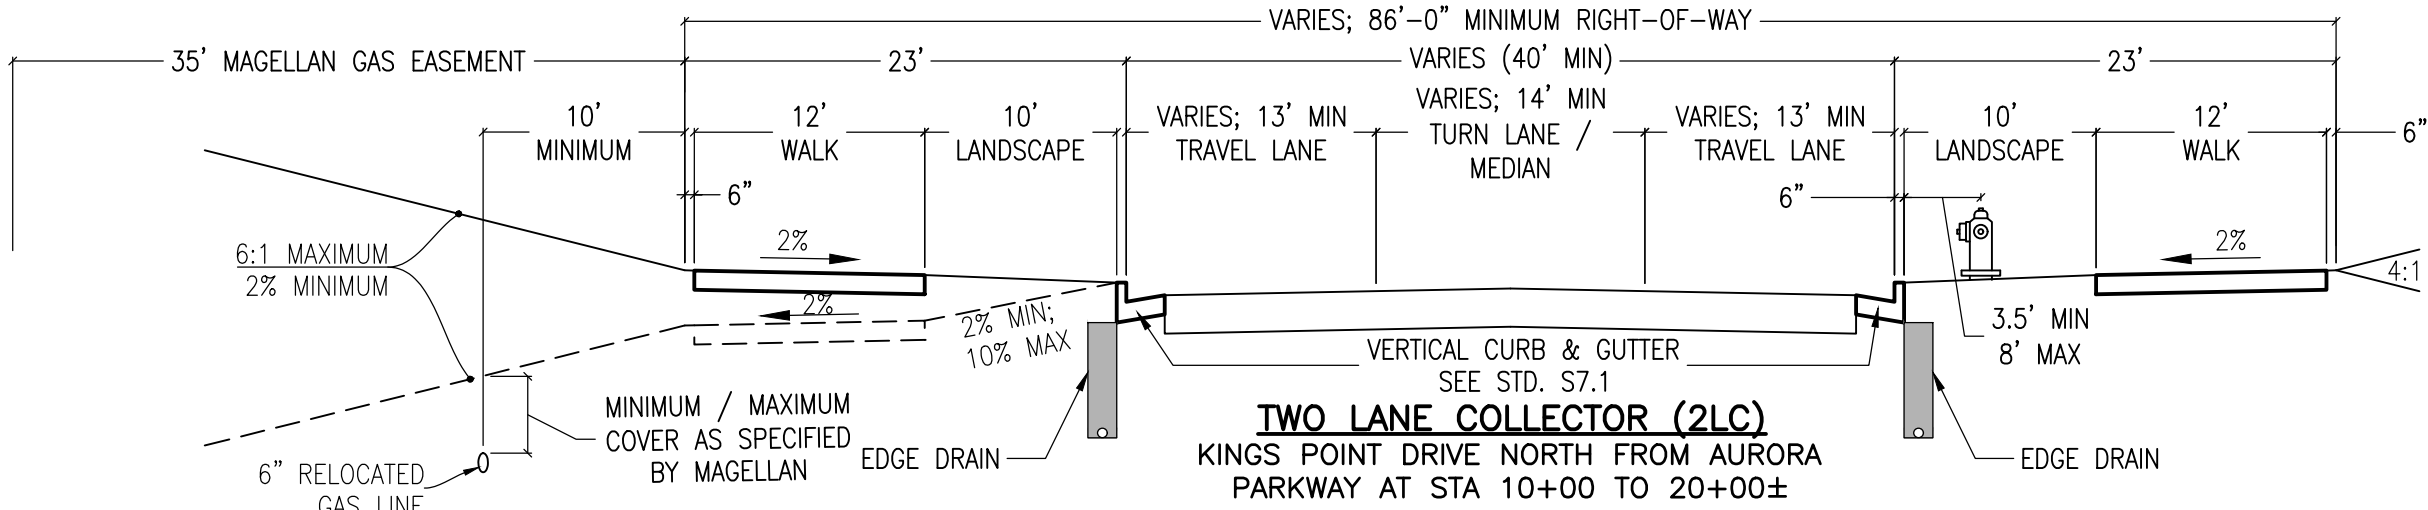 VARIES; 86'-0" MINIMUM RIGHT-OF-WAY
35' MAGELLAN GAS EASEMENT
23'
VARIES (40' MIN)
23'
10'
MINIMUM
12'
WALK
10'
LANDSCAPE
VARIES; 13' MIN
TRAVEL LANE
VARIES; 14' MIN
TURN LANE /
MEDIAN
VARIES; 13' MIN
TRAVEL LANE
10'
LANDSCAPE
12'
WALK
6"
6"
6"
6:1 MAXIMUM
2% MINIMUM
2%
2%
2% MIN;
10% MAX
2%
4:1
3.5' MIN
8' MAX
VERTICAL CURB & GUTTER
SEE STD. S7.1
MINIMUM / MAXIMUM
COVER AS SPECIFIED
BY MAGELLAN
EDGE DRAIN
EDGE DRAIN
6" RELOCATED
GAS LINE
TWO LANE COLLECTOR (2LC)
KINGS POINT DRIVE NORTH FROM AURORA
PARKWAY AT STA 10+00 TO 20+00±